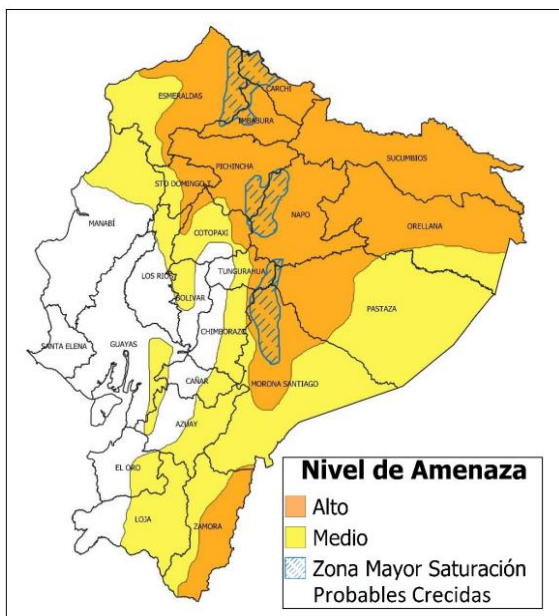 CARCHI
ESMERALDAS
IMBABURA
SUCUMBIOS
PICHINCHA
STO DOMINGO T.
NAPO
MANABÍ
ORELLANA
COTOPAXI
TUNGURAHUA
LOS RIOS
BOLIVAR
PASTAZA
CHIMBORAZO
SANTA ELENA
GUAYAS
CAÑAR
MORONA SANTIAGO
AZUAY
EL ORO
LOJA
ZAMORA
Nivel de Amenaza
Alto
Medio
Zona Mayor Saturación
Probables Crecidas